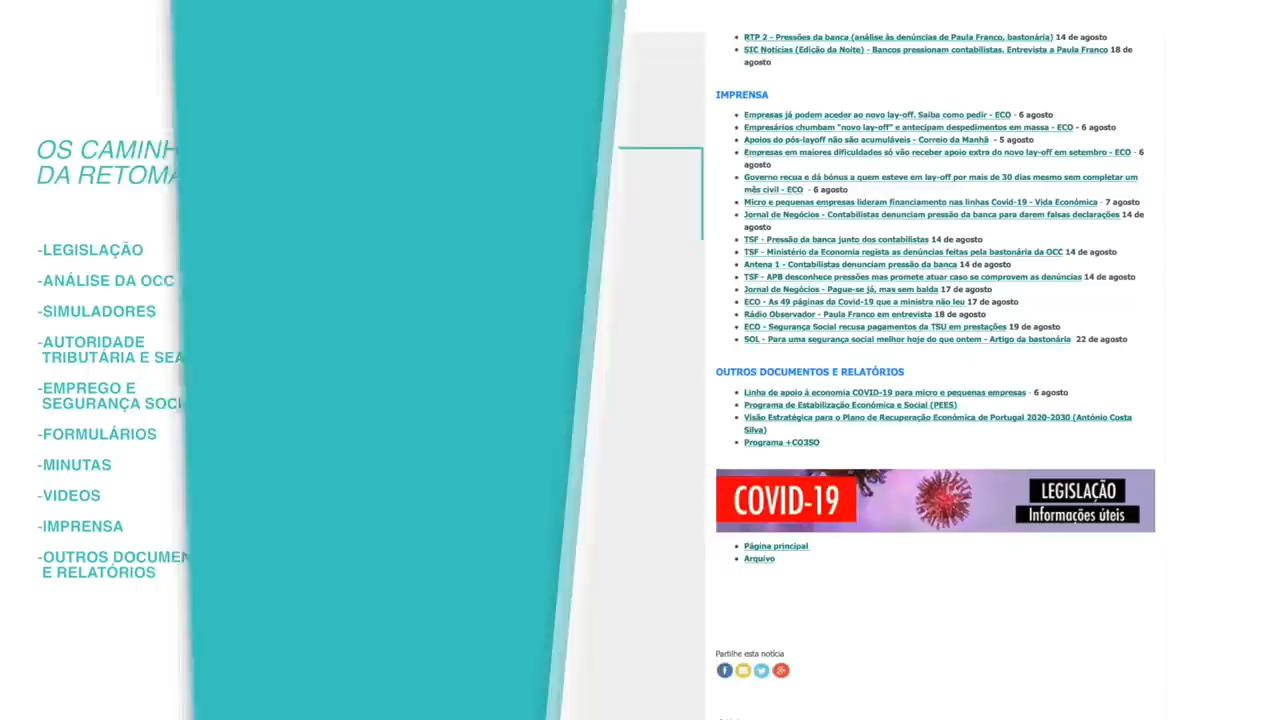 OS CAMINH
DA RETOMA
-LEGISLAÇÃO
-ANÁLISE DA OCC
-SIMULADORES
-AUTORIDADE
TRIBUTÁRIA E SEA
-EMPREGO E
SEGURANÇA SOCI
-FORMULÁRIOS
-MINUTAS
-VIDEOS
-IMPRENSA
-OUTROS DOCUMEN
E RELATÓRIOS
RTP 2 - Pressões da banca (análise às denúncias de Paula Franco, bastonária) 14 de agosto
SIC Notícias (Edição da Noite) - Bancos pressionam contabilistas. Entrevista a Paula Franco 18 de
agosto
IMPRENSA
Empresas já podem aceder ao novo lay-off. Saiba como pedir - ECO - 6 agosto
Empresários chumbam "novo lay-off" e antecipam despedimentos em massa - ECO - 6 agosto
Apoios do pós-layoff não são acumuláveis - Correio da Manhã - 5 agosto
Empresas em maiores dificuldades só vão receber apoio extra do novo lay-off em setembro - ECO - 6
agosto
Governo recua e dá bónus a quem esteve em lay-off por mais de 30 dias mesmo sem completar um
mês civil - ECO - 6 agosto
Micro e pequenas empresas lideram financiamento nas linhas Covid-19 - Vida Económica - 7 agosto
Jornal de Negócios - Contabilistas denunciam pressão da banca para darem falsas declarações 14 de
agosto
TSF - Pressão da banca junto dos contabilistas 14 de agosto
TSF - Ministério da Economia regista as denúncias feitas pela bastonária da OCC 14 de agosto
Antena 1 - Contabilistas denunciam pressão da banca 14 de agosto
TSF - APB desconhece pressões mas promete atuar caso se comprovem as denúncias 14 de agosto
Jornal de Negócios - Pague-se já, mas sem balda 17 de agosto
ECO - As 49 páginas da Covid-19 que a ministra não leu 17 de agosto
Rádio Observador - Paula Franco em entrevista 18 de agosto
ECO - Segurança Social recusa pagamentos da TSU em prestações 19 de agosto
SOL - Para uma segurança social melhor hoje do que ontem - Artigo da bastonária 22 de agosto
OUTROS DOCUMENTOS E RELATÓRIOS
Linha de apoio à economia COVID-19 para micro e pequenas empresas - 6 agosto
Programa de Estabilização Económica e Social (PEES)
Visão Estratégica para o Plano de Recuperação Económica de Portugal 2020-2030 (António Costa
Silva)
Programa +CO3SO
COVID-19
LEGISLAÇÃO
Informações úteis
Página principal
Arquivo
Partilhe esta notícia